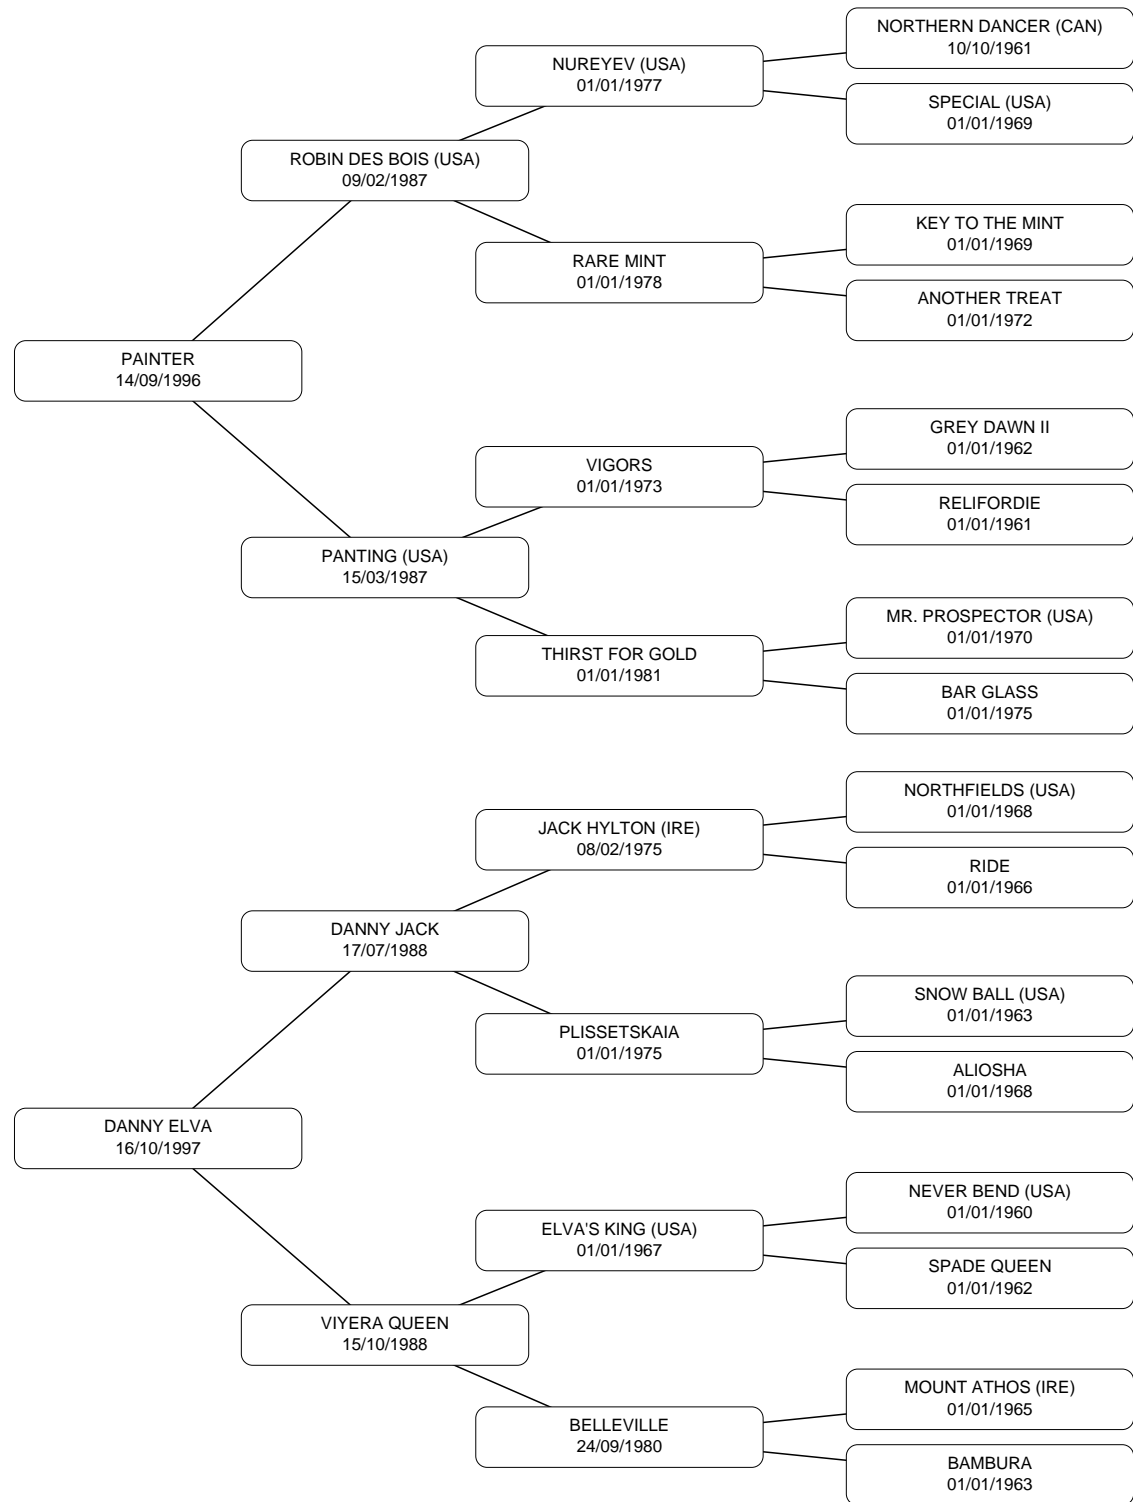 NORTHERN DANCER (CAN)
10/10/1961
NUREYEV (USA)
01/01/1977
SPECIAL (USA)
01/01/1969
ROBIN DES BOIS (USA)
09/02/1987
KEY TO THE MINT
01/01/1969
RARE MINT
01/01/1978
ANOTHER TREAT
01/01/1972
PAINTER
14/09/1996
GREY DAWN II
01/01/1962
VIGORS
01/01/1973
RELIFORDIE
01/01/1961
PANTING (USA)
15/03/1987
MR. PROSPECTOR (USA)
01/01/1970
THIRST FOR GOLD
01/01/1981
BAR GLASS
01/01/1975
NORTHFIELDS (USA)
01/01/1968
JACK HYLTON (IRE)
08/02/1975
RIDE
01/01/1966
DANNY JACK
17/07/1988
SNOW BALL (USA)
01/01/1963
PLISSETSKAIA
01/01/1975
ALIOSHA
01/01/1968
DANNY ELVA
16/10/1997
NEVER BEND (USA)
01/01/1960
ELVA'S KING (USA)
01/01/1967
SPADE QUEEN
01/01/1962
VIYERA QUEEN
15/10/1988
MOUNT ATHOS (IRE)
01/01/1965
BELLEVILLE
24/09/1980
BAMBURA
01/01/1963